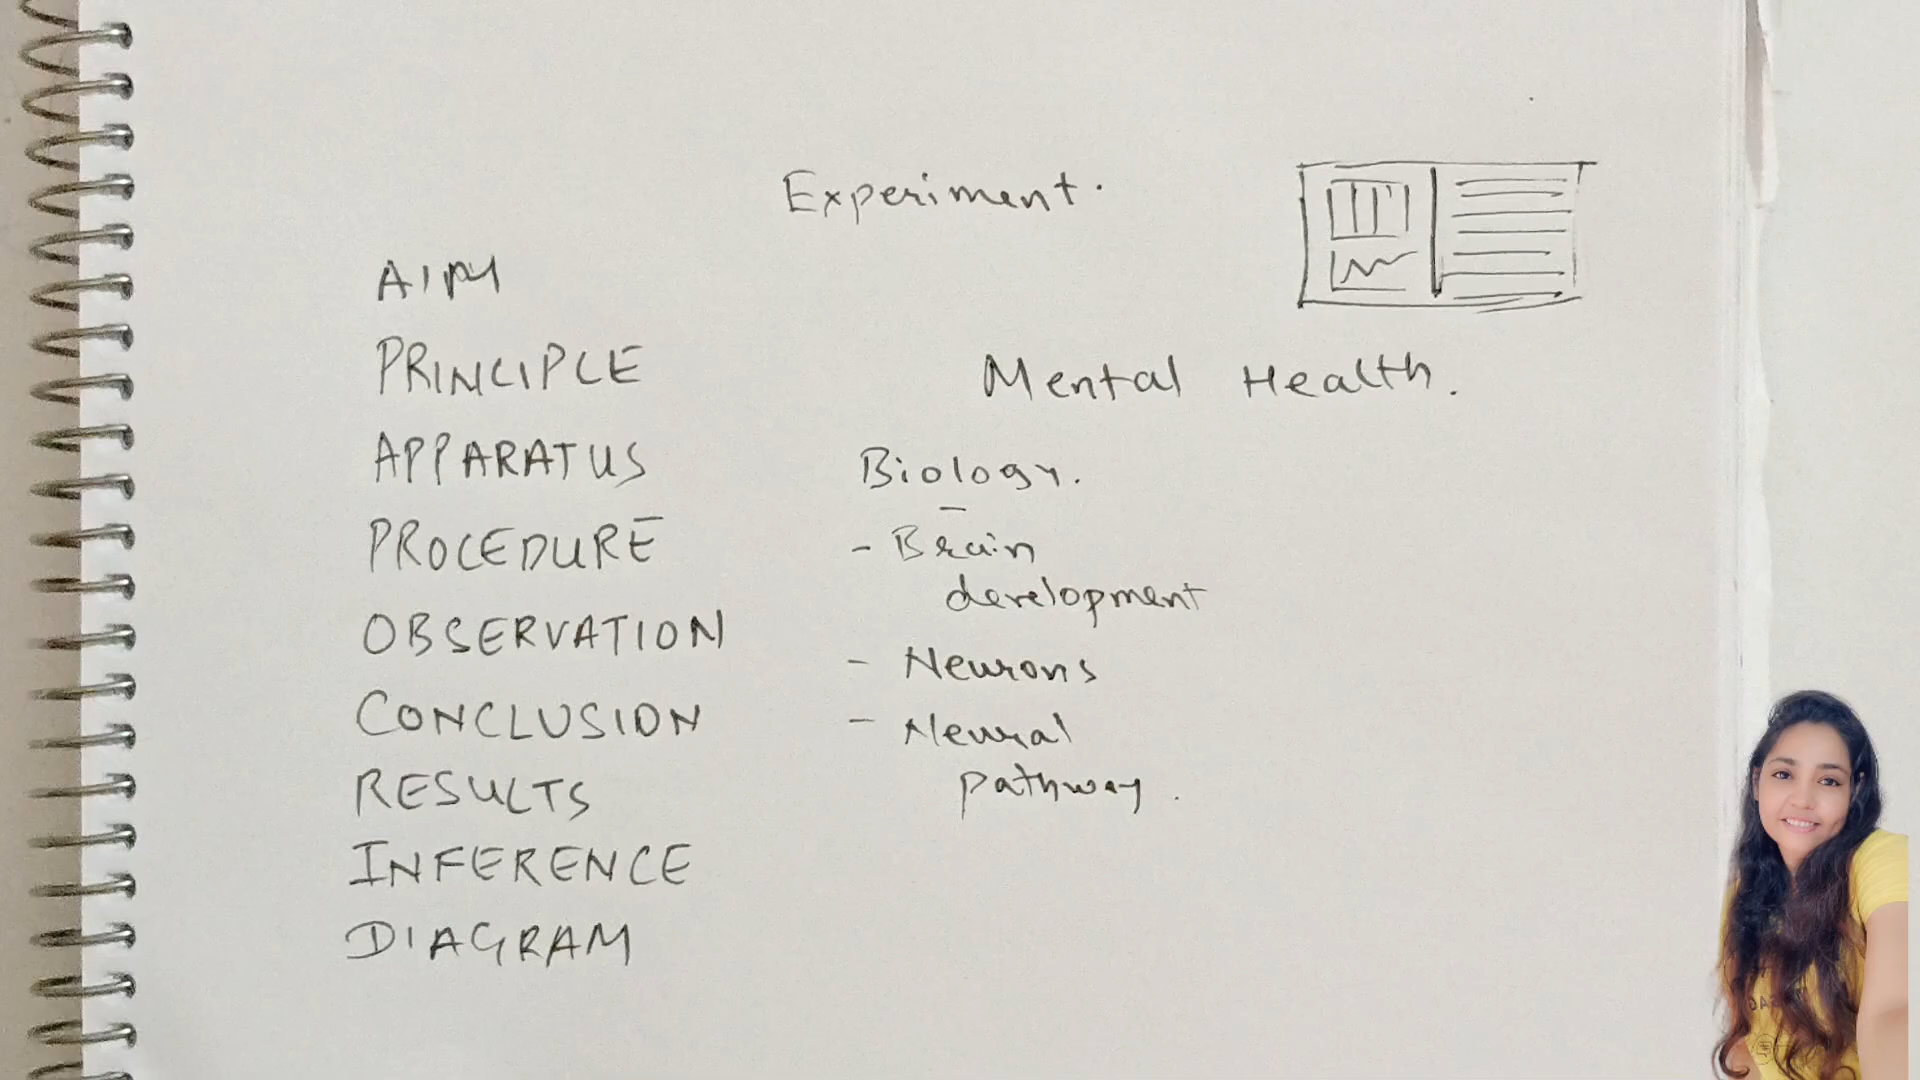 Experiment.
AIM
PRINCIPLE
APPARATUS
PROCEDURE
OBSERVATION
CONCLUSION
RESULTS
INFERENCE
DIAGRAM
Mental Health.
Biology.
- Brain
development
- Neurons
- Neural
pathway.